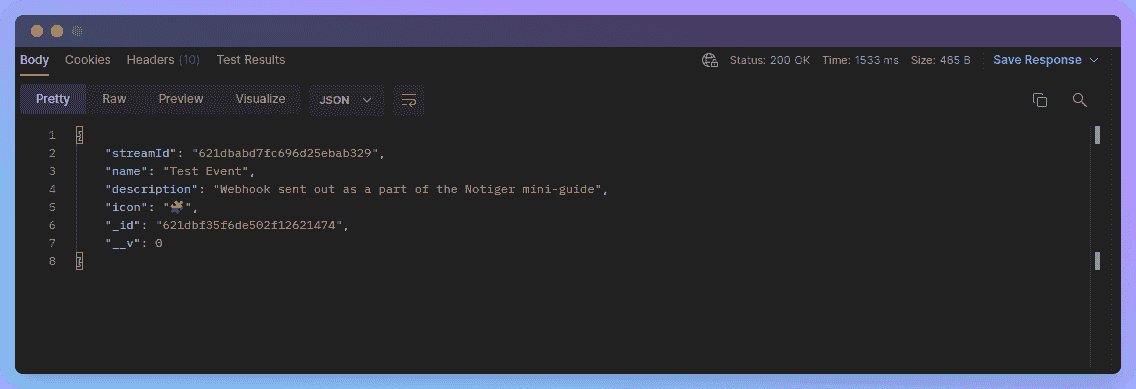 Body Cookies Headers (10) Test Results Status: 200 OK Time: 1533 ms Size: 485 B Save Response
Pretty Raw Preview Visualize JSON
1 {
2 "streamId": "621dbabd7fc696d25ebab329",
3 "name": "Test Event",
4 "description": "Webhook sent out as a part of the Notiger mini-guide",
5 "icon": "",
6 "_id": "621dbf35f6de502f12621474",
7 "__v": 0
8 }